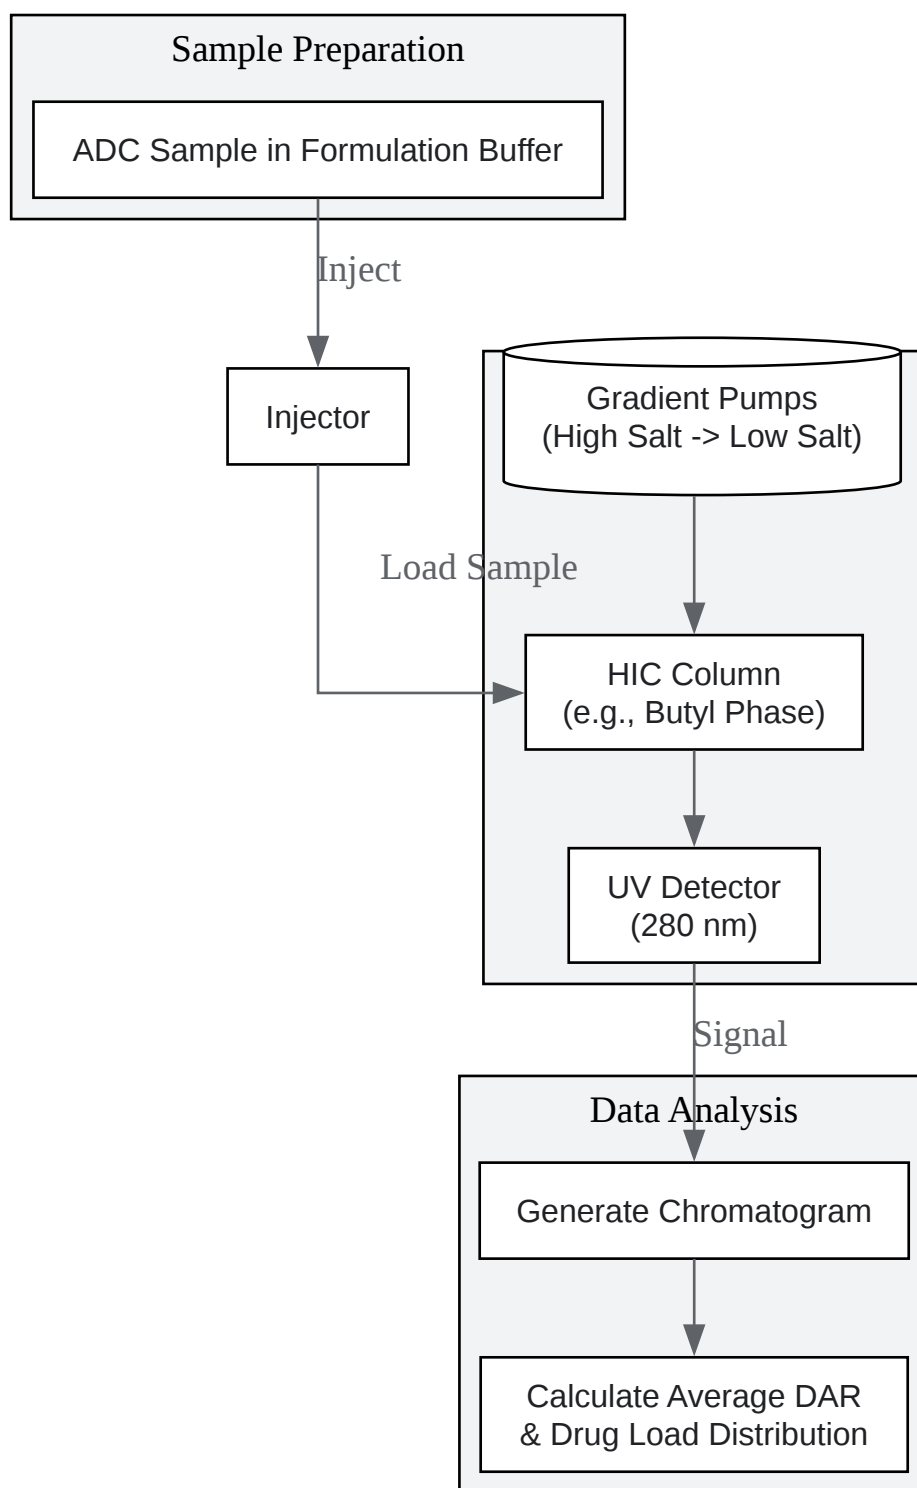 Sample Preparation
ADC Sample in Formulation Buffer
Inject
Injector
Gradient Pumps
(High Salt -> Low Salt)
Load Sample
HIC Column
(e.g., Butyl Phase)
UV Detector
(280 nm)
Signal
Data Analysis
Generate Chromatogram
Calculate Average DAR
& Drug Load Distribution